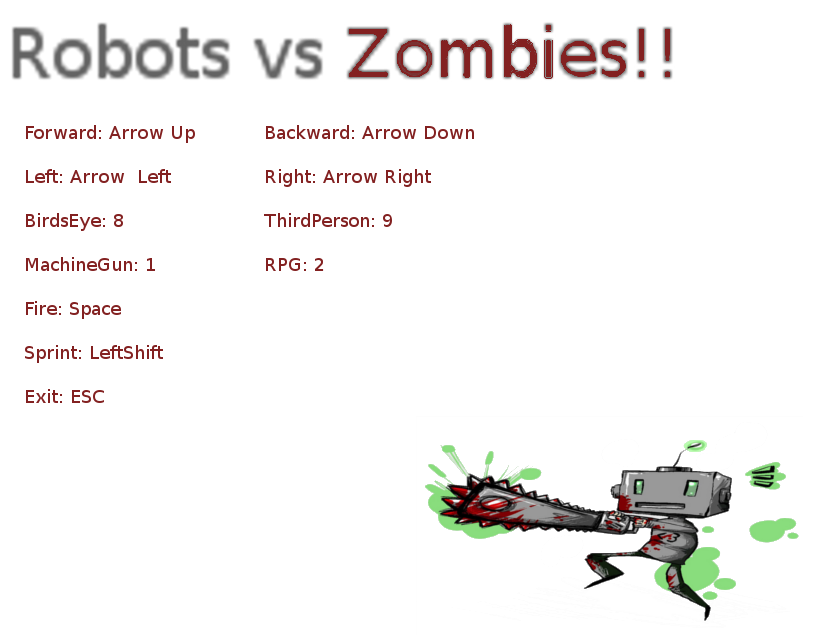 Robots vs Zombies!!
Forward: Arrow Up Backward: Arrow Down
Left: Arrow  Left Right: Arrow Right
BirdsEye: 8 ThirdPerson: 9
MachineGun: 1 RPG: 2
Fire: Space
Sprint: LeftShift
Exit: ESC